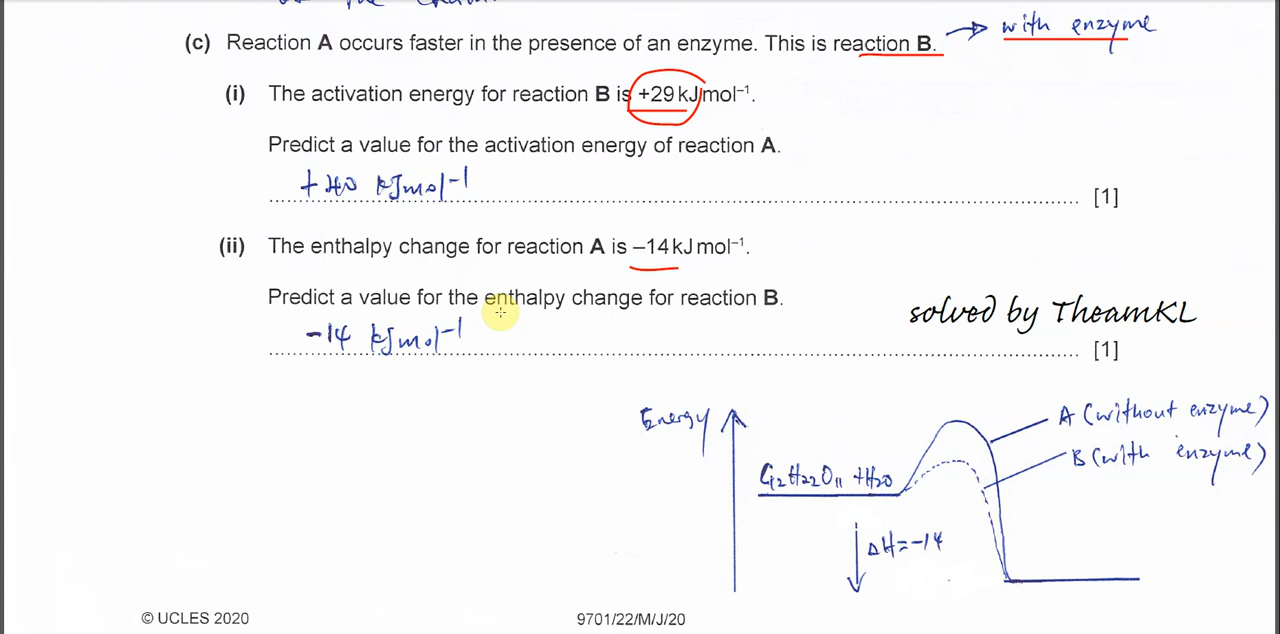 (c) Reaction A occurs faster in the presence of an enzyme. This is reaction B. → with enzyme
(i) The activation energy for reaction B is +29 kJ mol⁻¹.
Predict a value for the activation energy of reaction A.
+40 kJmol⁻¹
[1]
(ii) The enthalpy change for reaction A is –14 kJ mol⁻¹.
Predict a value for the enthalpy change for reaction B.
solved by TheamKL
-14 kJmol⁻¹
[1]
Energy
A (without enzyme)
B (with enzyme)
C₁₂H₂₂O₁₁ + H₂O
ΔH = -14
© UCLES 2020
9701/22/M/J/20